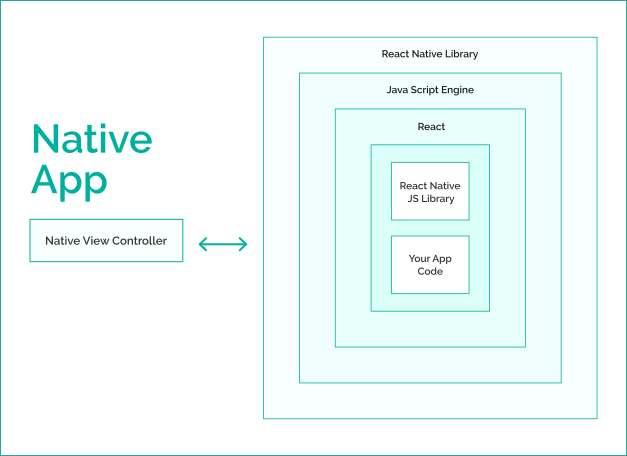 Native
App
Native View Controller
React Native Library
Java Script Engine
React
React Native
JS Library
Your App
Code